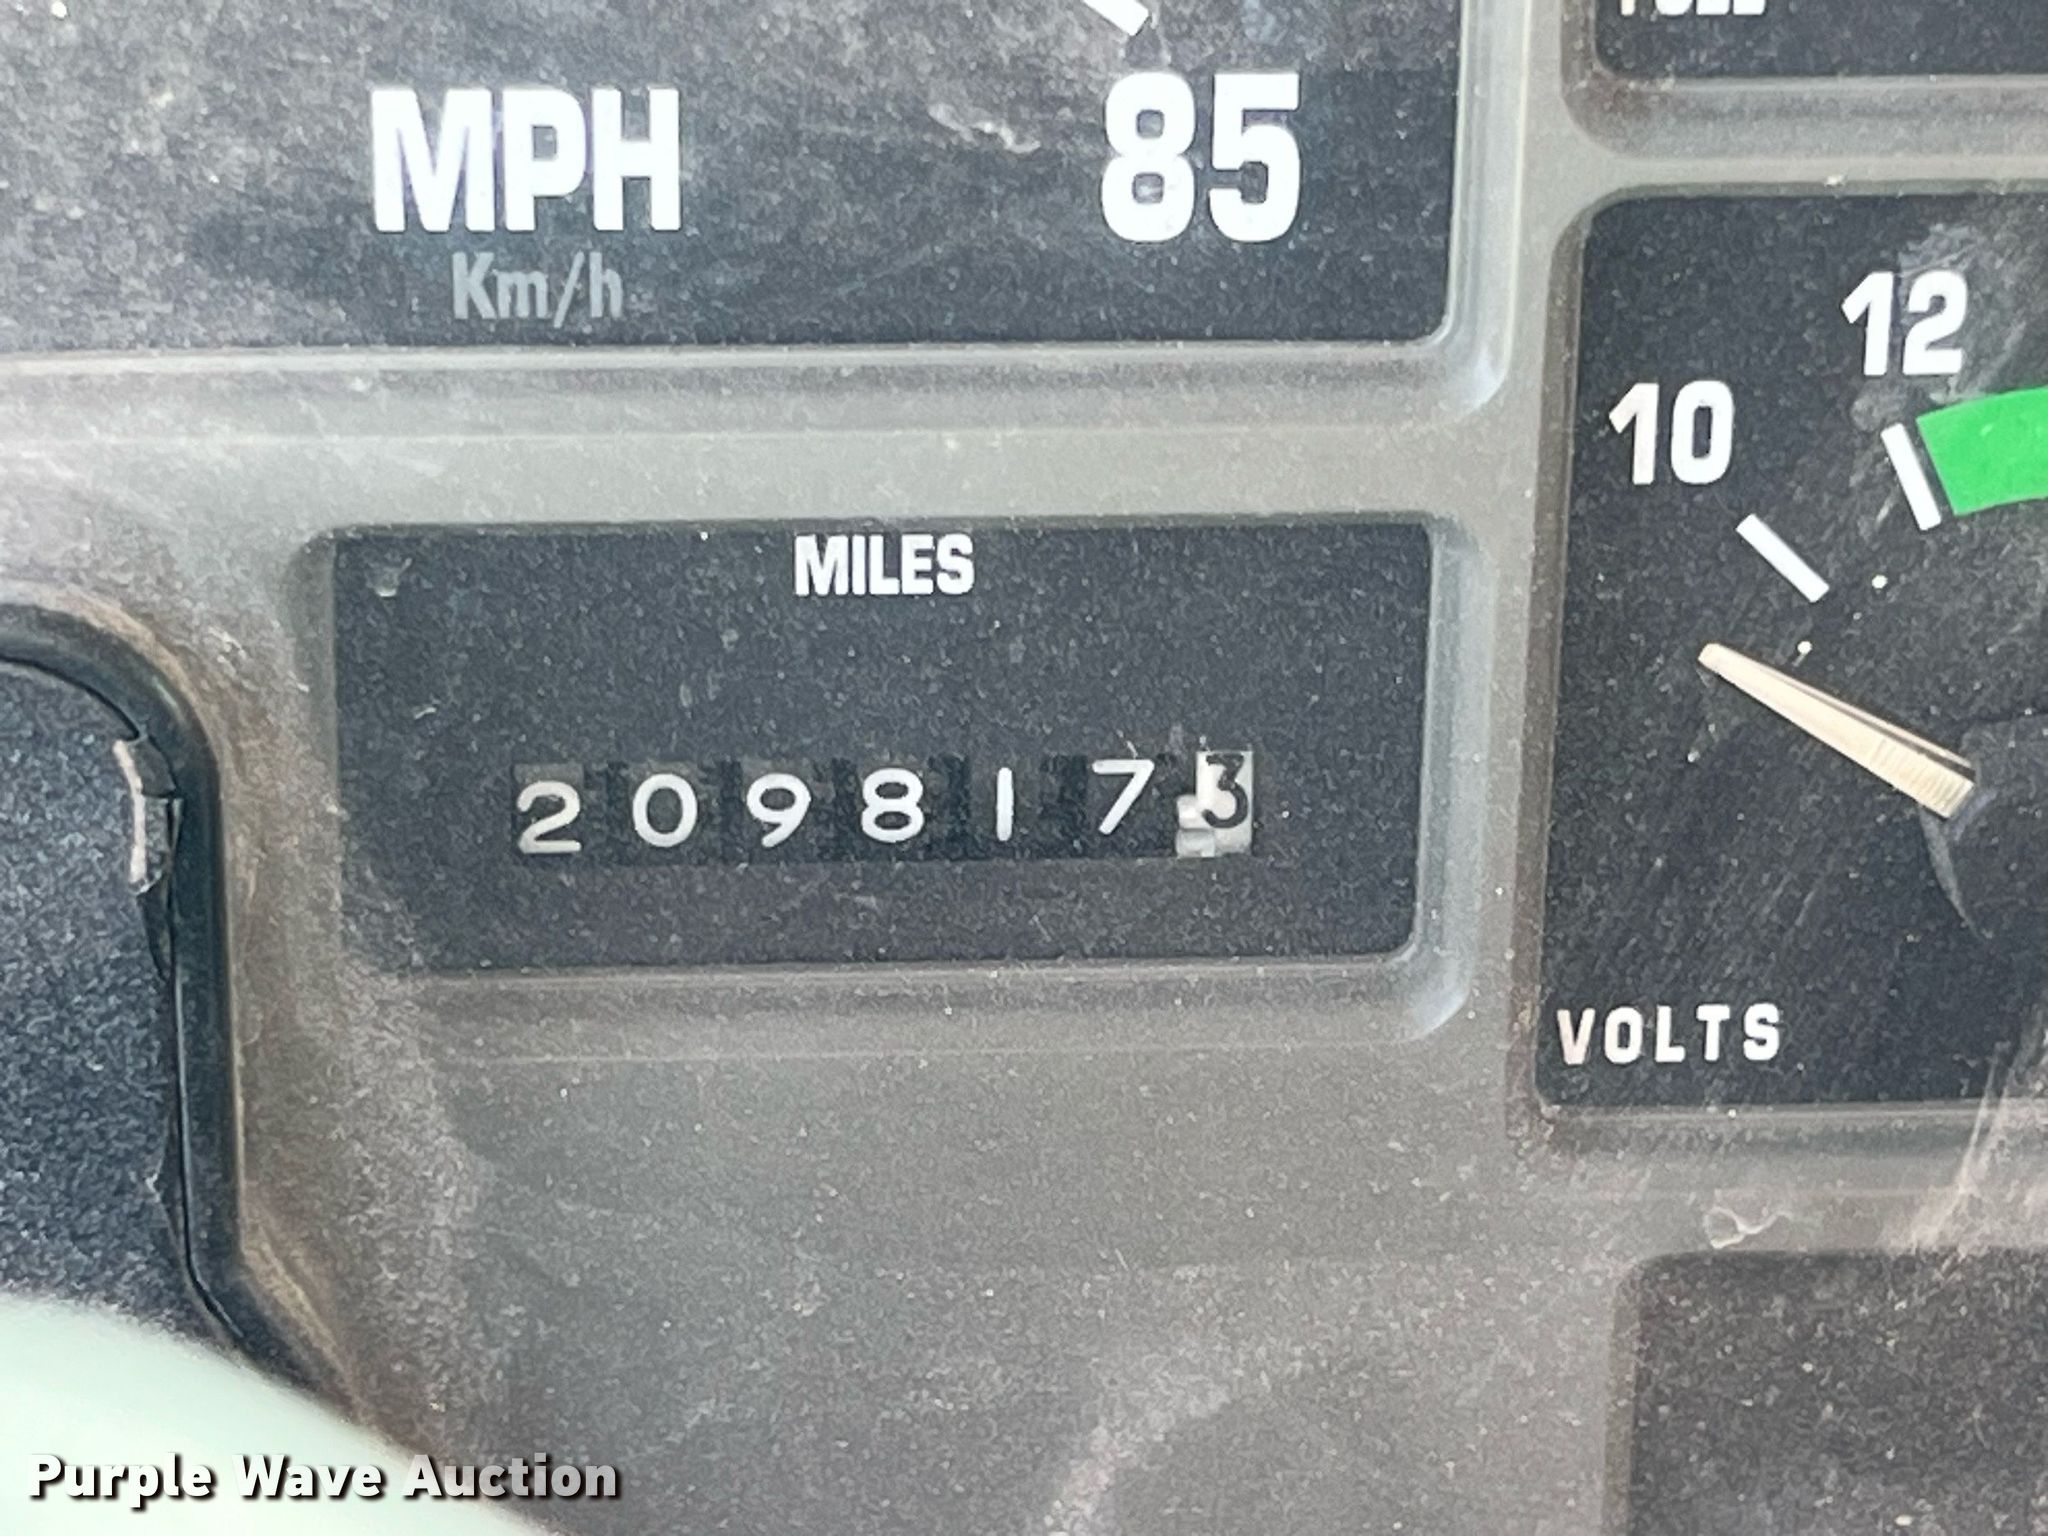 MPH
85
Km/h
12
10
MILES
2098173
VOLTS
Purple Wave Auction